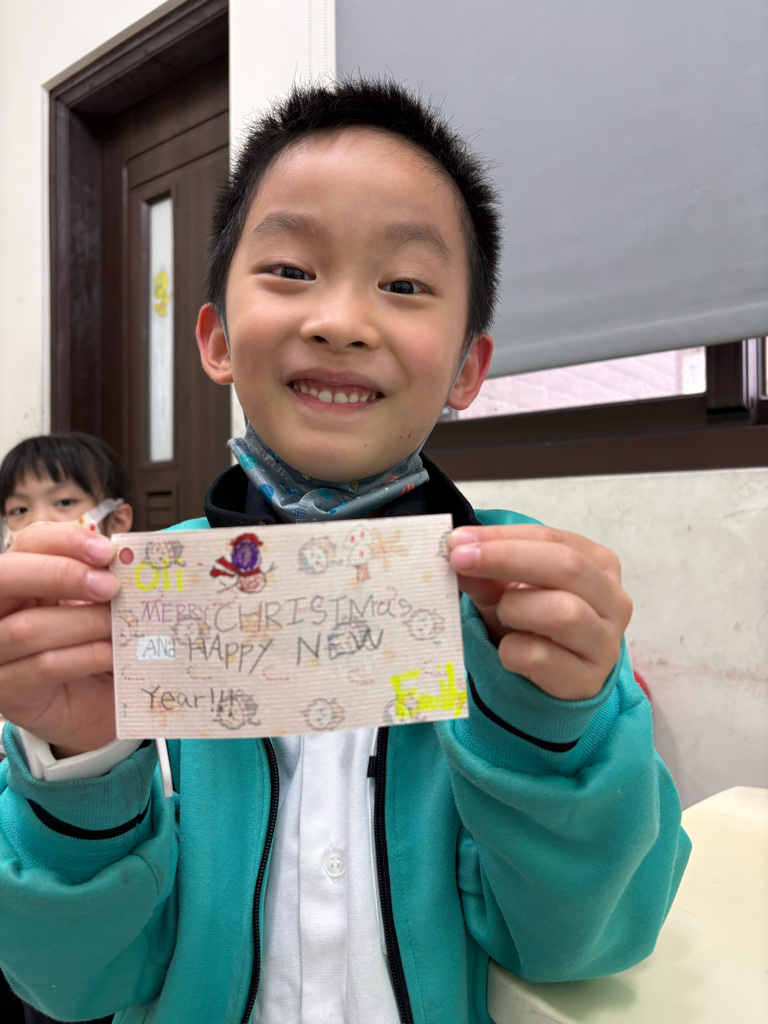 Oli
MERRY CHRISTMas
ANd HAPPY NEW
Year!!!
Emily